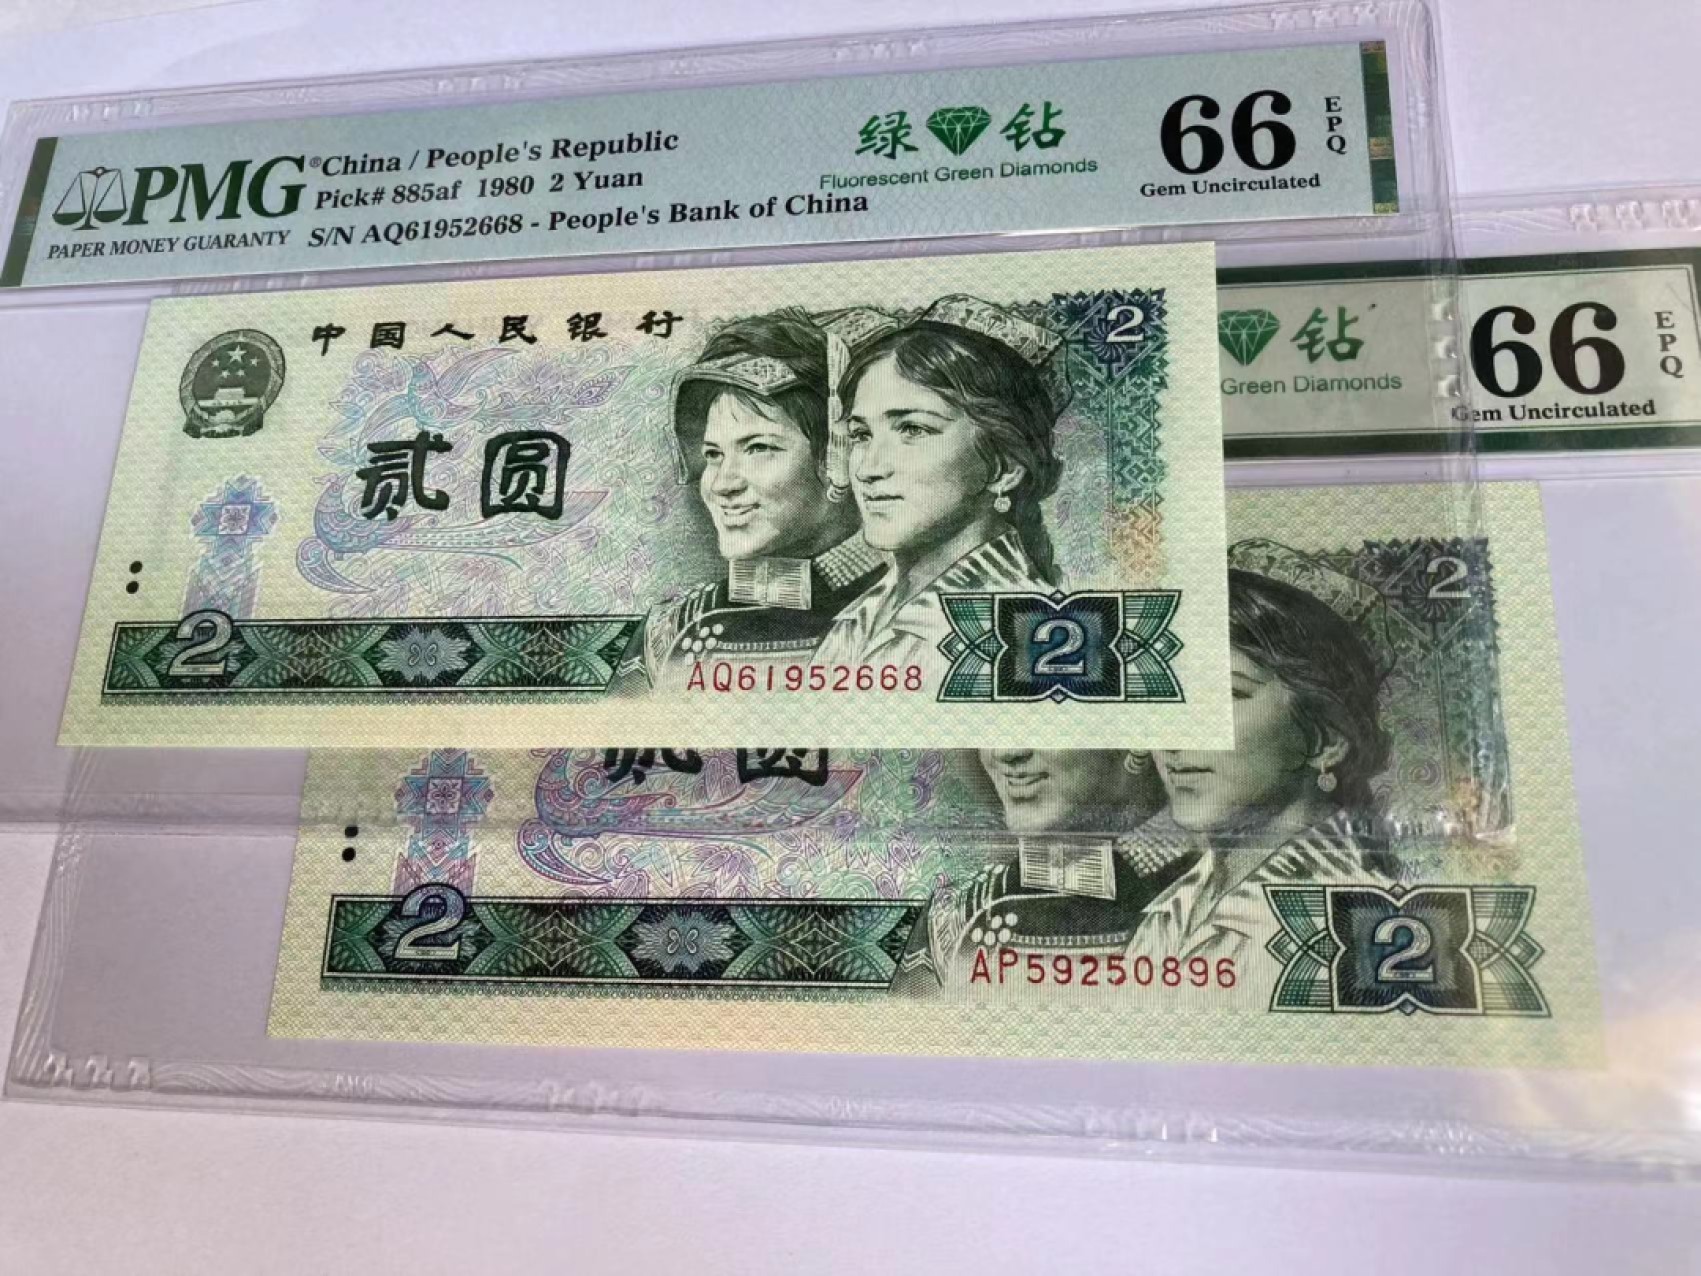 PMG® China / People's Republic
绿 钻
66 EPQ
PAPER MONEY GUARANTY
Pick# 885af 1980 2 Yuan
Fluorescent Green Diamonds
Gem Uncirculated
S/N AQ61952668 - People's Bank of China
中国人民银行
2
贰圆
2
2
AQ61952668
钻
66 EPQ
Green Diamonds
Gem Uncirculated
2
贰圆
2
2
AP59250896